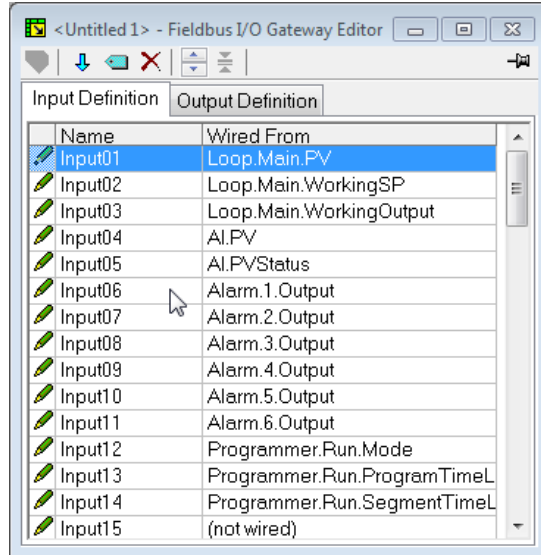 <Untitled 1> - Fieldbus I/O Gateway Editor
Input Definition Output Definition
Name Wired From
Input01 Loop.Main.PV
Input02 Loop.Main.WorkingSP
Input03 Loop.Main.WorkingOutput
Input04 AI.PV
Input05 AI.PVStatus
Input06 Alarm.1.Output
Input07 Alarm.2.Output
Input08 Alarm.3.Output
Input09 Alarm.4.Output
Input10 Alarm.5.Output
Input11 Alarm.6.Output
Input12 Programmer.Run.Mode
Input13 Programmer.Run.ProgramTimeL
Input14 Programmer.Run.SegmentTimeL
Input15 (not wired)